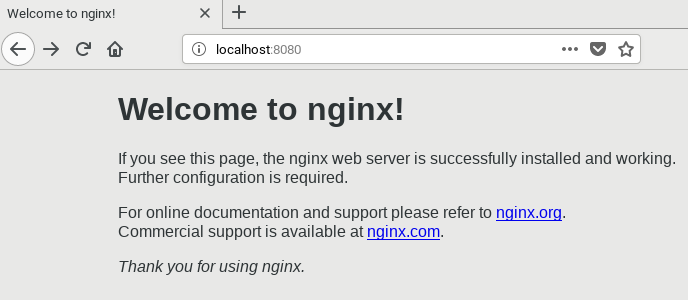 Welcome to nginx!
localhost:8080
Welcome to nginx!
If you see this page, the nginx web server is successfully installed and working.
Further configuration is required.
For online documentation and support please refer to nginx.org.
Commercial support is available at nginx.com.
Thank you for using nginx.